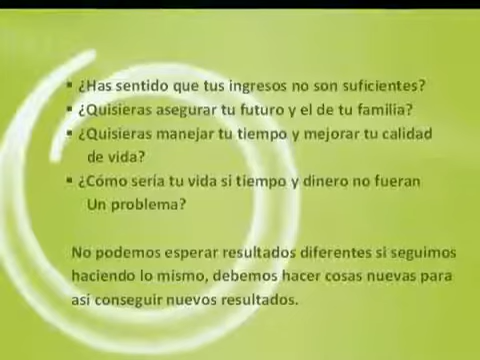 ▪ ¿Has sentido que tus ingresos no son suficientes?
▪ ¿Quisieras asegurar tu futuro y el de tu familia?
▪ ¿Quisieras manejar tu tiempo y mejorar tu calidad
de vida?
▪ ¿Cómo sería tu vida si tiempo y dinero no fueran
Un problema?
No podemos esperar resultados diferentes si seguimos
haciendo lo mismo, debemos hacer cosas nuevas para
asi conseguir nuevos resultados.